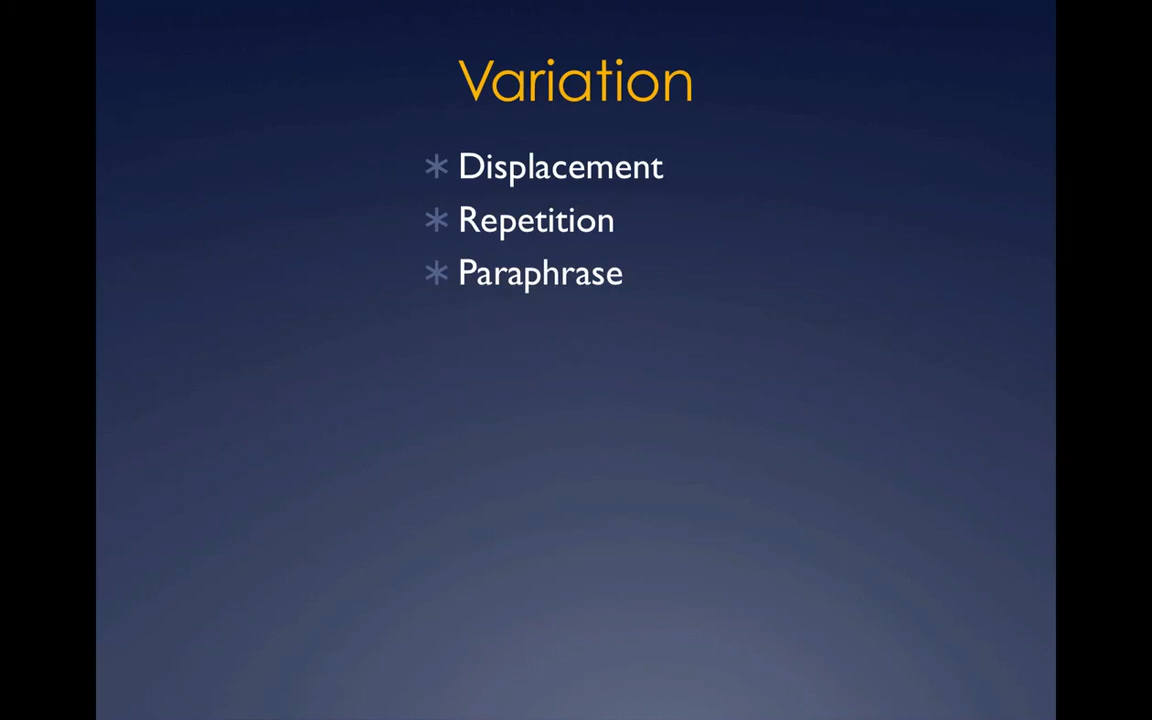 Variation
* Displacement
* Repetition
* Paraphrase